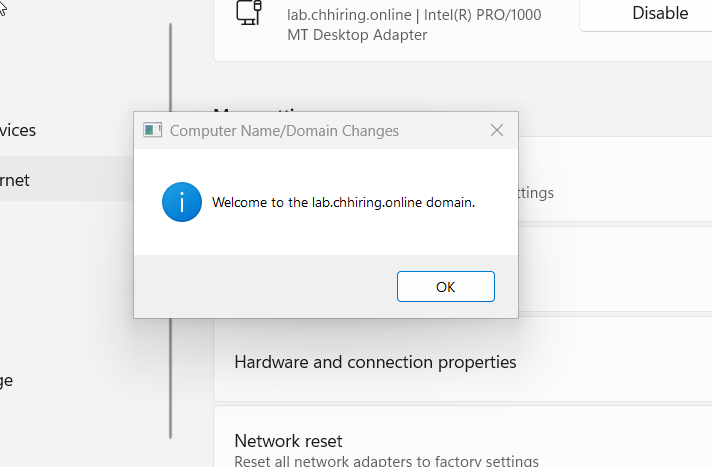 lab.chhiring.online | Intel(R) PRO/1000
MT Desktop Adapter
Disable
vices
rnet
Computer Name/Domain Changes
Welcome to the lab.chhiring.online domain.
ttings
OK
Hardware and connection properties
ge
Network reset
Reset all network adapters to factory settings